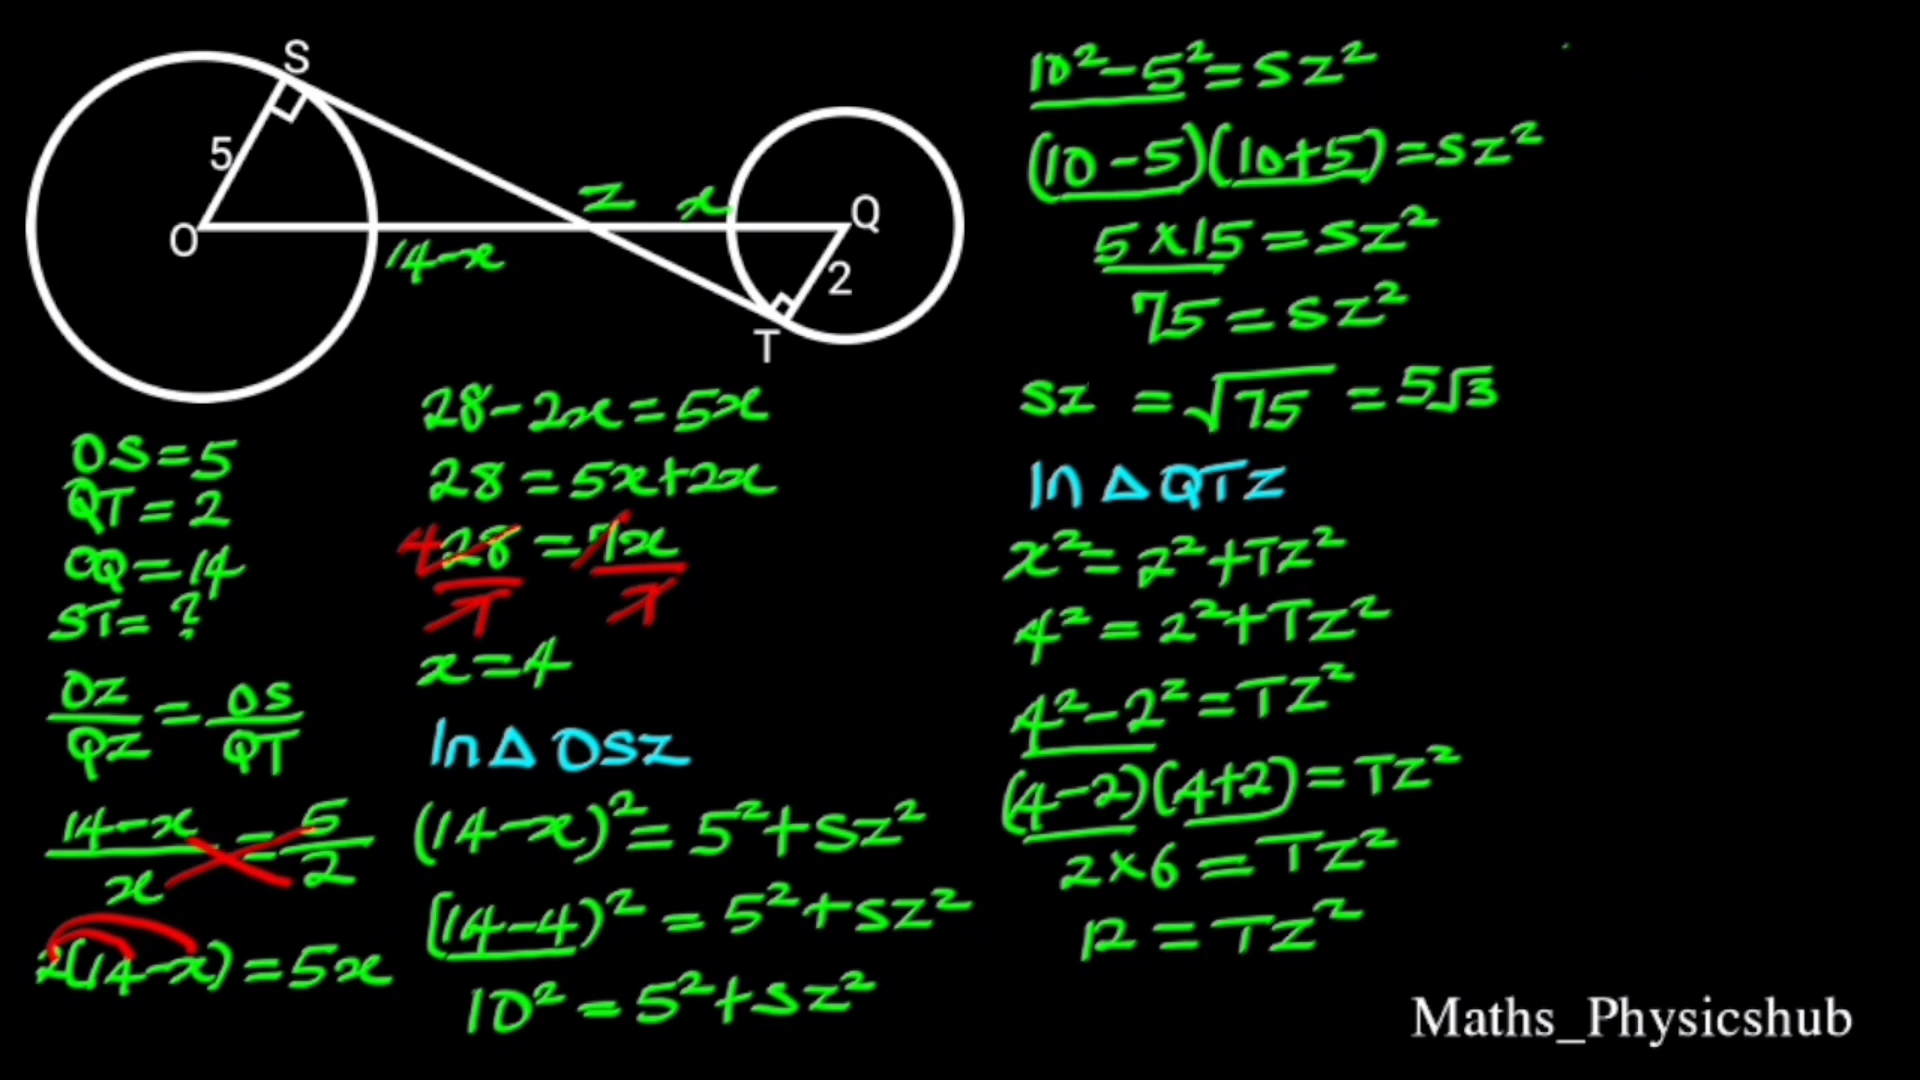 S
5
O
14-x
Z x
Q
2
T
OS=5
QT=2
OQ=14
ST=?
OZ/QZ=OS/QT
14-x/x=5/2
2(14-x)=5x
28-2x=5x
28=5x+2x
4 28/7=7x/7
x=4
In Δ OSZ
(14-x)²=5²+SZ²
(14-4)²=5²+SZ²
10²=5²+SZ²
10²-5²=SZ²
(10-5)(10+5)=SZ²
5×15=SZ²
75=SZ²
SZ=√75=5√3
In Δ QTZ
x²=2²+TZ²
4²=2²+TZ²
4²-2²=TZ²
(4-2)(4+2)=TZ²
2×6=TZ²
12=TZ²
Maths_Physicshub